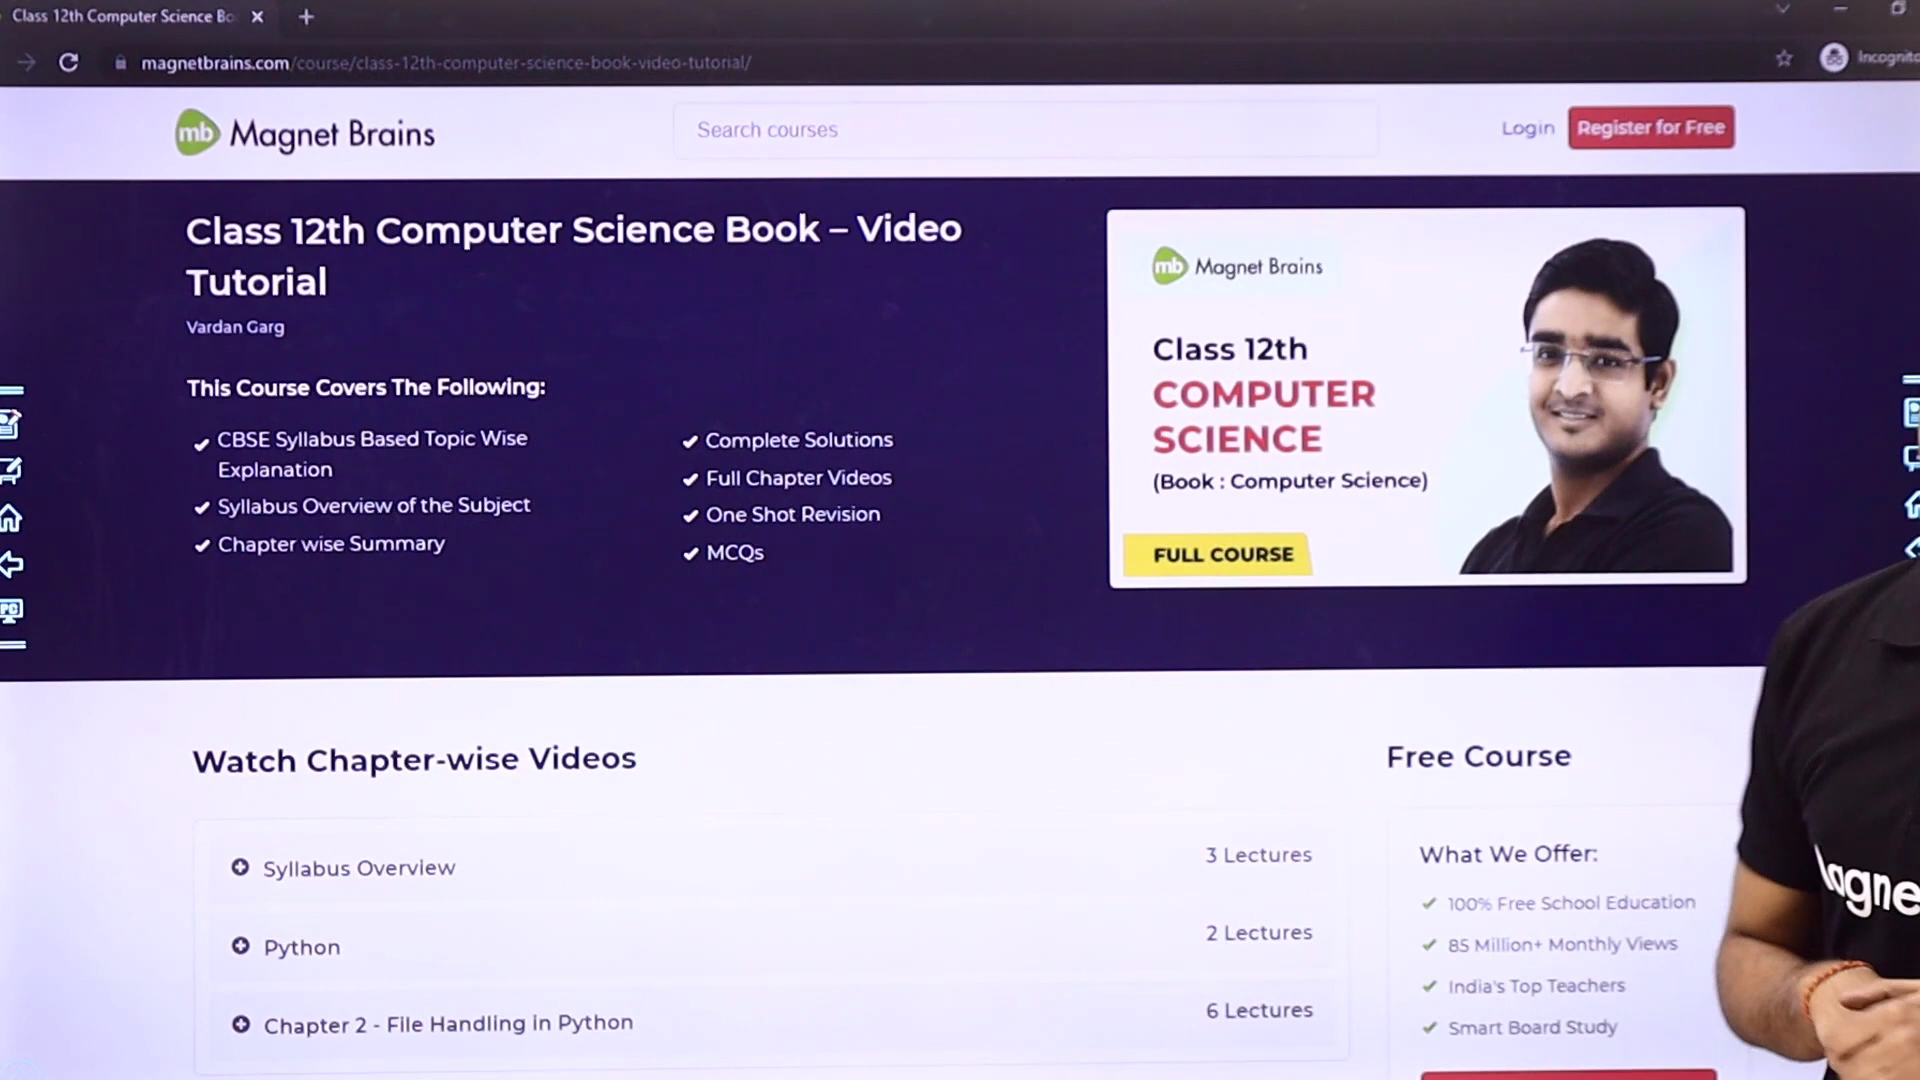 Class 12th Computer Science Bo
magnetbrains.com/course/class-12th-computer-science-book-video-tutorial/
Incognito
mb Magnet Brains
Search courses
Login
Register for Free
Class 12th Computer Science Book – Video
Tutorial
Vardan Garg
This Course Covers The Following:
CBSE Syllabus Based Topic Wise
Explanation
Syllabus Overview of the Subject
Chapter wise Summary
Complete Solutions
Full Chapter Videos
One Shot Revision
MCQs
mb Magnet Brains
Class 12th
COMPUTER
SCIENCE
(Book : Computer Science)
FULL COURSE
PC
Watch Chapter-wise Videos
Syllabus Overview
3 Lectures
Python
2 Lectures
Chapter 2 - File Handling in Python
6 Lectures
Free Course
What We Offer:
100% Free School Education
85 Million+ Monthly Views
India's Top Teachers
Smart Board Study
Magne